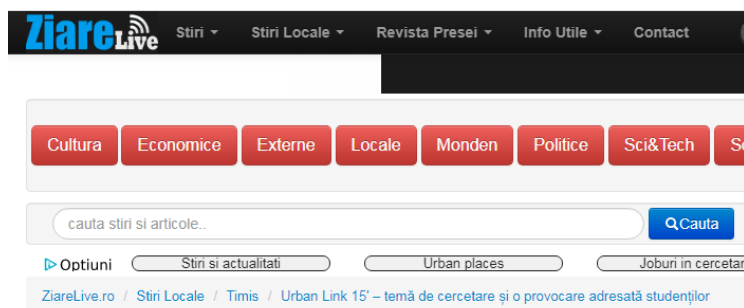 ZiareLive Stiri Stiri Locale Revista Presei Info Utile Contact
Cultura Economice Externe Locale Monden Politice Sci&Tech
cauta stiri si articole.. Cauta
Optiuni Stiri si actualitati Urban places Joburi in
ZiareLive.ro / Stiri Locale / Timis / Urban Link 15' – temă de cercetare și o provocare adresată studenților